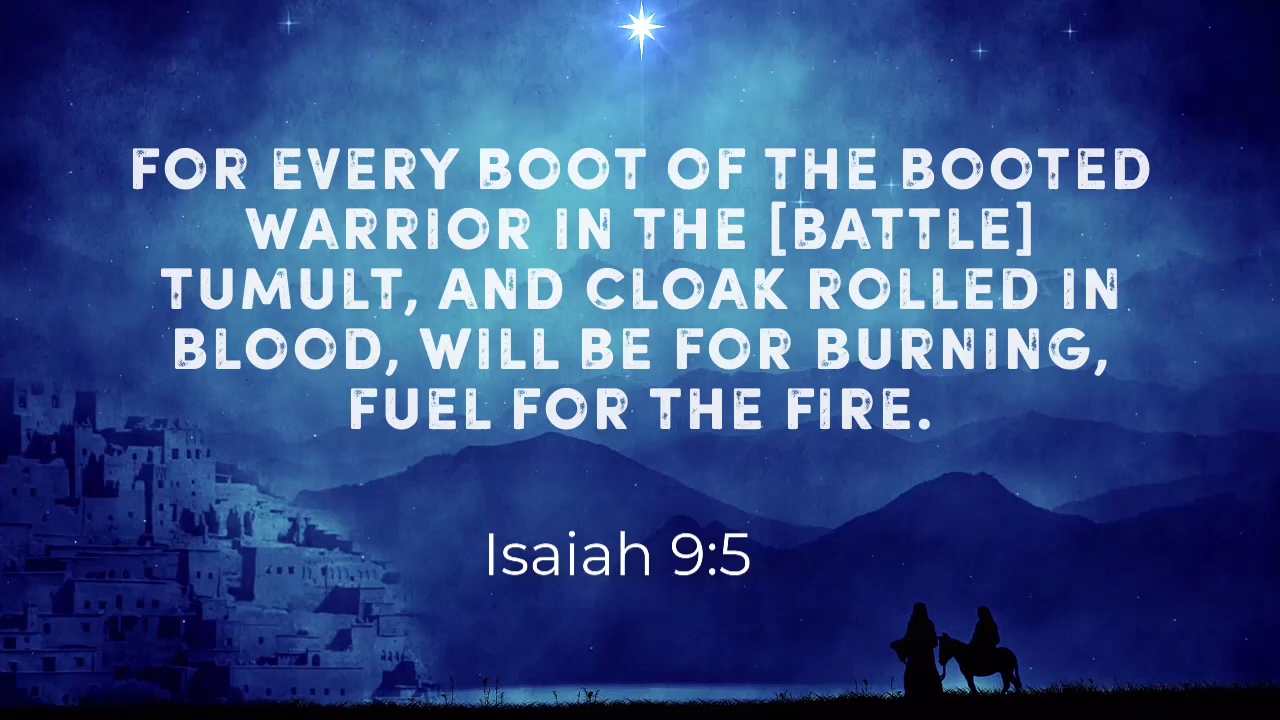 FOR EVERY BOOT OF THE BOOTED
WARRIOR IN THE [BATTLE]
TUMULT, AND CLOAK ROLLED IN
BLOOD, WILL BE FOR BURNING,
FUEL FOR THE FIRE.
Isaiah 9:5